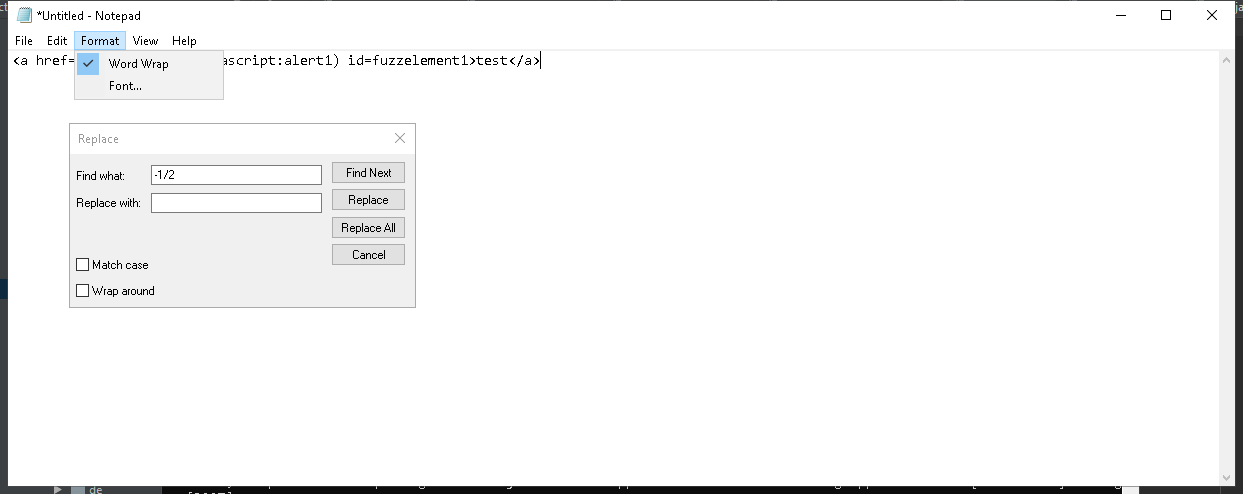 *Untitled - Notepad
File Edit Format View Help
<a href= ascript:alert1) id=fuzzelement1>test</a>
Word Wrap
Font...
Replace
Find what: -1/2 Find Next
Replace with: Replace
Replace All
Cancel
Match case
Wrap around
de